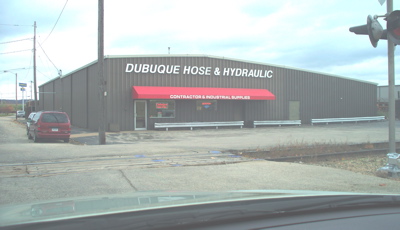 DUBUQUE HOSE & HYDRAULIC
CONTRACTOR & INDUSTRIAL SUPPLIES